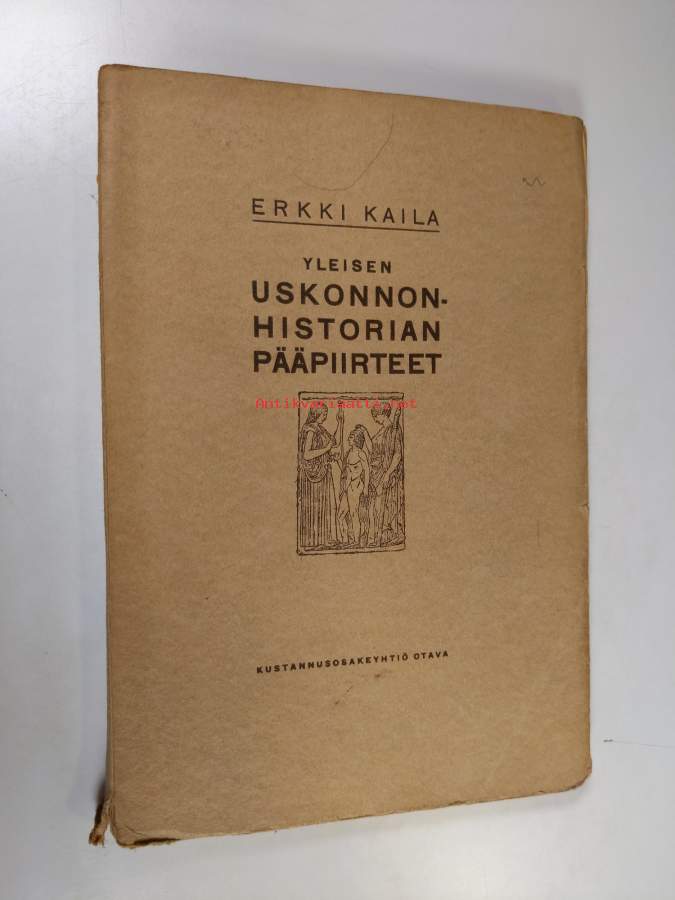 ERKKI KAILA
YLEISEN
USKONNON-
HISTORIAN
PÄÄPIIRTEET
Antikvariaatti.net
KUSTANNUSOSAKEYHTIÖ OTAVA